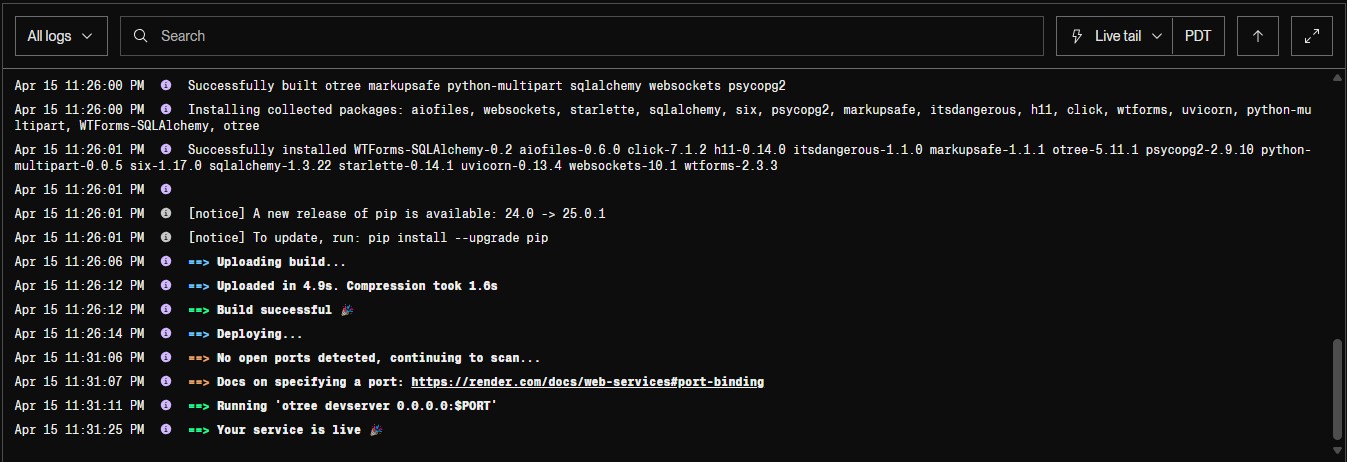 All logs
Search
Live tail
PDT
Apr 15 11:26:00 PM Successfully built otree markupsafe python-multipart sqlalchemy websockets psycopg2
Apr 15 11:26:00 PM Installing collected packages: aiofiles, websockets, starlette, sqlalchemy, six, psycopg2, markupsafe, itsdangerous, h11, click, wtforms, uvicorn, python-mu
ltipart, WTForms-SQLAlchemy, otree
Apr 15 11:26:01 PM Successfully installed WTForms-SQLAlchemy-0.2 aiofiles-0.6.0 click-7.1.2 h11-0.14.0 itsdangerous-1.1.0 markupsafe-1.1.1 otree-5.11.1 psycopg2-2.9.10 python-
multipart-0.0.5 six-1.17.0 sqlalchemy-1.3.22 starlette-0.14.1 uvicorn-0.13.4 websockets-10.1 wtforms-2.3.3
Apr 15 11:26:01 PM
Apr 15 11:26:01 PM [notice] A new release of pip is available: 24.0 -> 25.0.1
Apr 15 11:26:01 PM [notice] To update, run: pip install --upgrade pip
Apr 15 11:26:06 PM ==> Uploading build...
Apr 15 11:26:12 PM ==> Uploaded in 4.9s. Compression took 1.6s
Apr 15 11:26:12 PM ==> Build successful 🎉
Apr 15 11:26:14 PM ==> Deploying...
Apr 15 11:31:06 PM ==> No open ports detected, continuing to scan...
Apr 15 11:31:07 PM ==> Docs on specifying a port: https://render.com/docs/web-services#port-binding
Apr 15 11:31:11 PM ==> Running 'otree devserver 0.0.0.0:$PORT'
Apr 15 11:31:25 PM ==> Your service is live 🎉